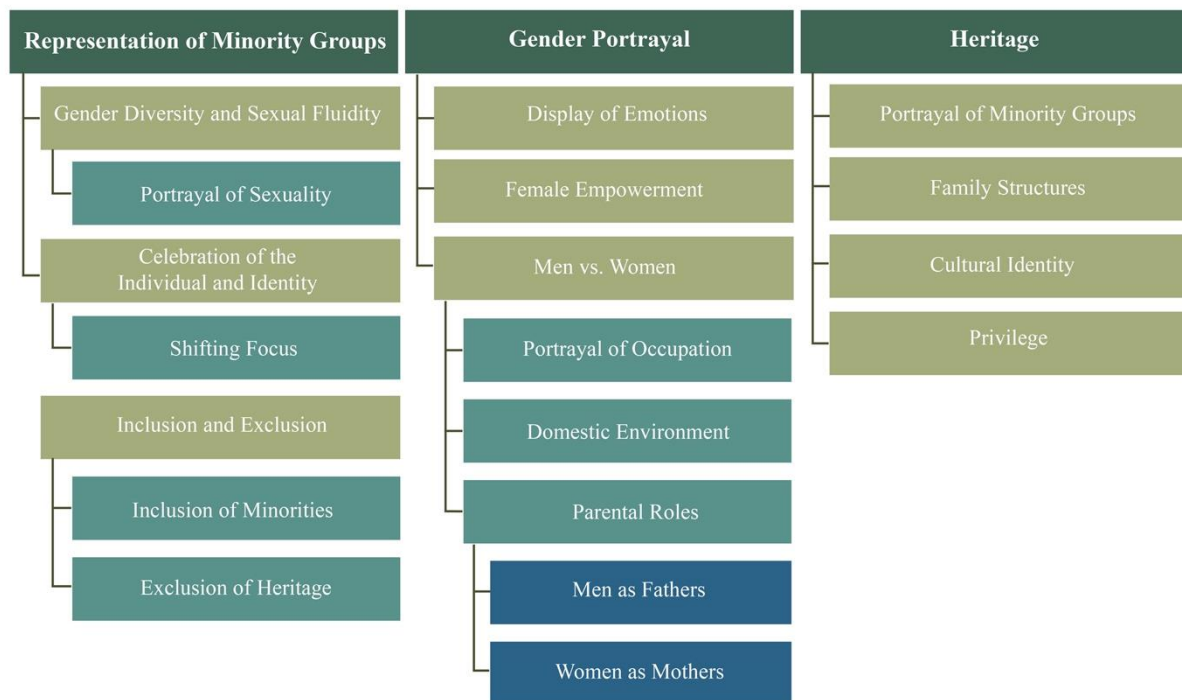 Representation of Minority Groups
Gender Diversity and Sexual Fluidity
Portrayal of Sexuality
Celebration of the
Individual and Identity
Shifting Focus
Inclusion and Exclusion
Inclusion of Minorities
Exclusion of Heritage
Gender Portrayal
Display of Emotions
Female Empowerment
Men vs. Women
Portrayal of Occupation
Domestic Environment
Parental Roles
Men as Fathers
Women as Mothers
Heritage
Portrayal of Minority Groups
Family Structures
Cultural Identity
Privilege